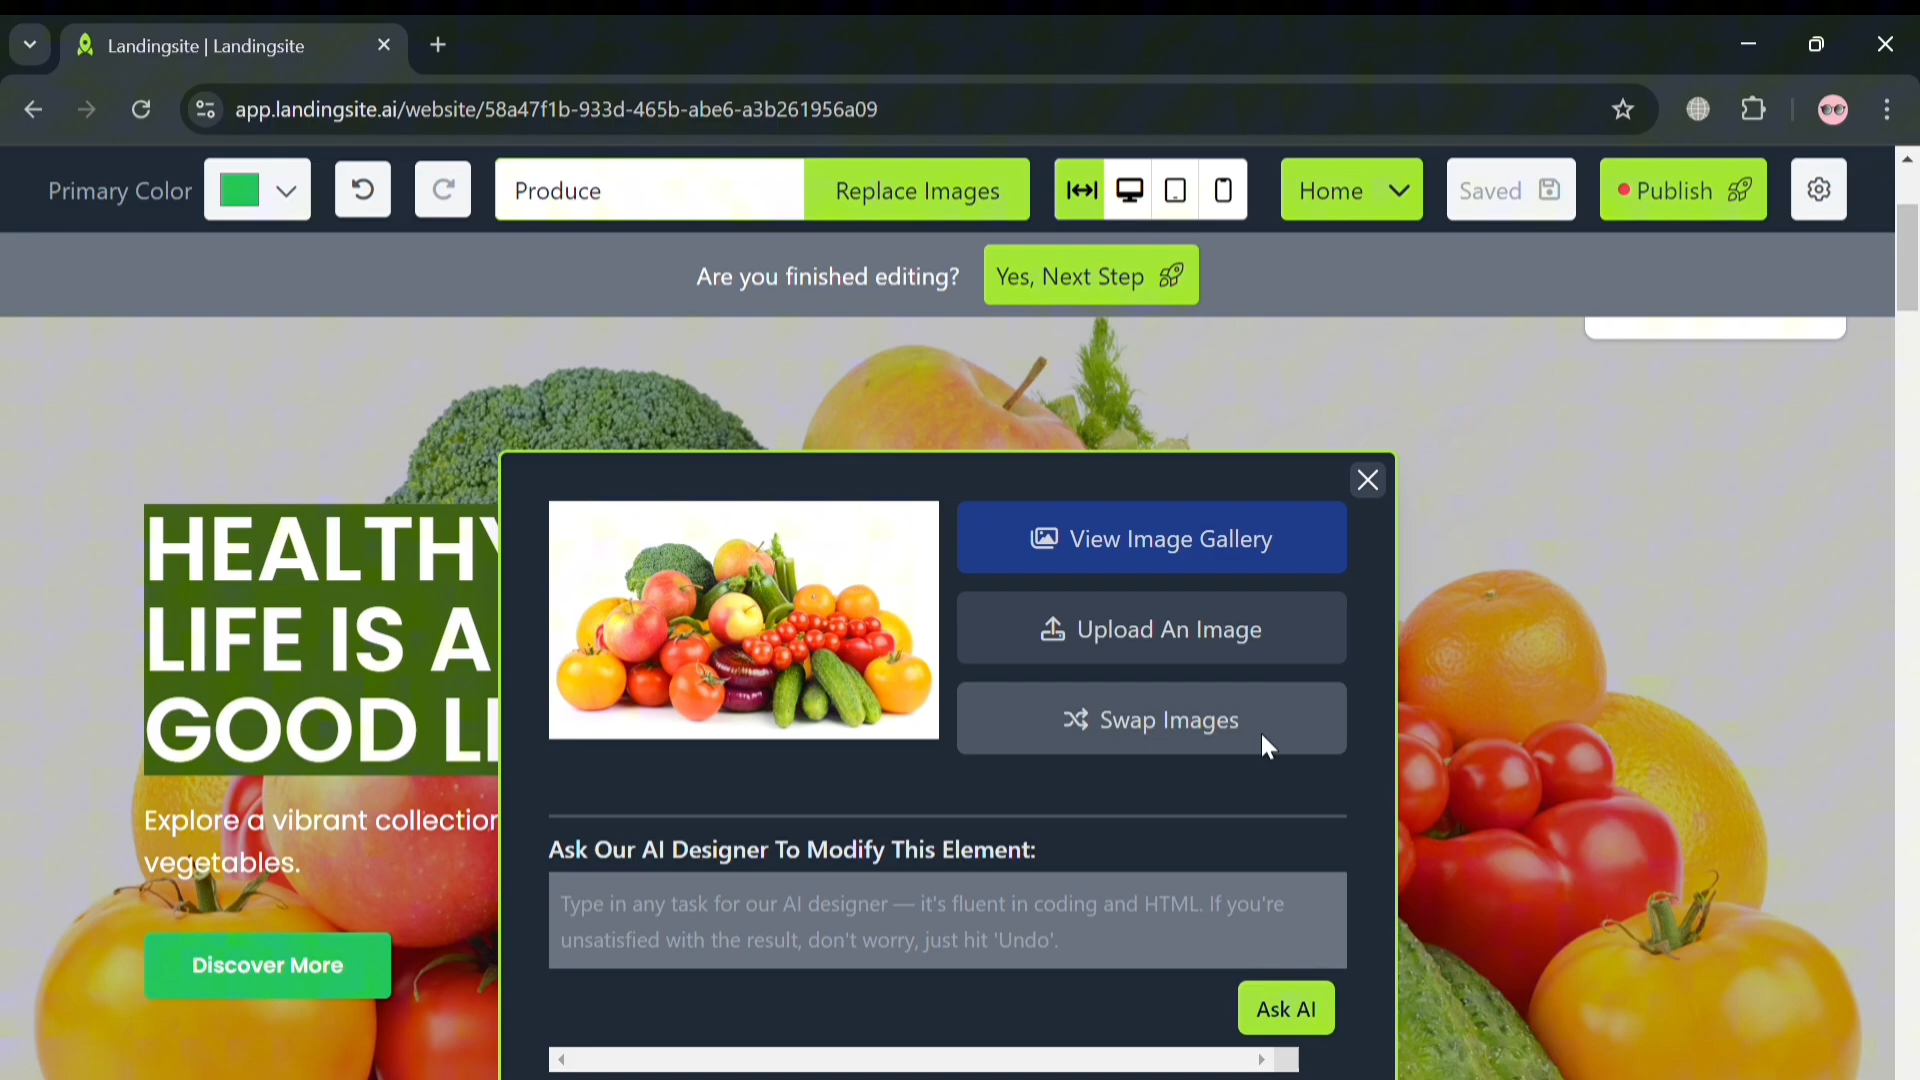 Landingsite | Landingsite
app.landingsite.ai/website/58a47f1b-933d-465b-abe6-a3b261956a09
Primary Color
Produce
Replace Images
Home
Saved
Publish
Are you finished editing?
Yes, Next Step
HEALTHY
LIFE IS A
GOOD
Explore a vibrant collection
vegetables.
Discover More
View Image Gallery
Upload An Image
Swap Images
Ask Our AI Designer To Modify This Element:
Type in any task for our AI designer — it's fluent in coding and HTML. If you're
unsatisfied with the result, don't worry, just hit 'Undo'.
Ask AI